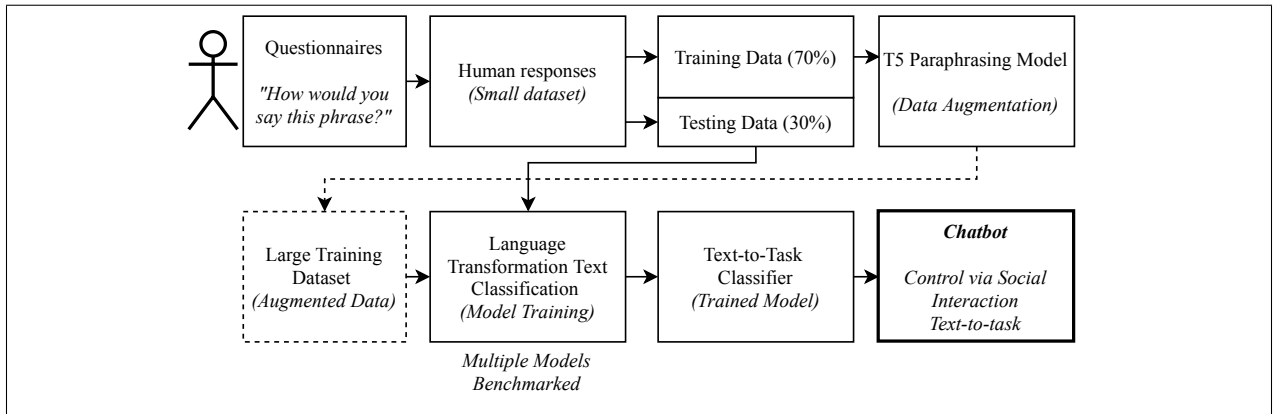 Questionnaires
"How would you
say this phrase?"
Human responses
(Small dataset)
Training Data (70%)
Testing Data (30%)
T5 Paraphrasing Model
(Data Augmentation)
Large Training
Dataset
(Augmented Data)
Language
Transformation Text
Classification
(Model Training)
Multiple Models
Benchmarked
Text-to-Task
Classifier
(Trained Model)
Chatbot
Control via Social
Interaction
Text-to-task